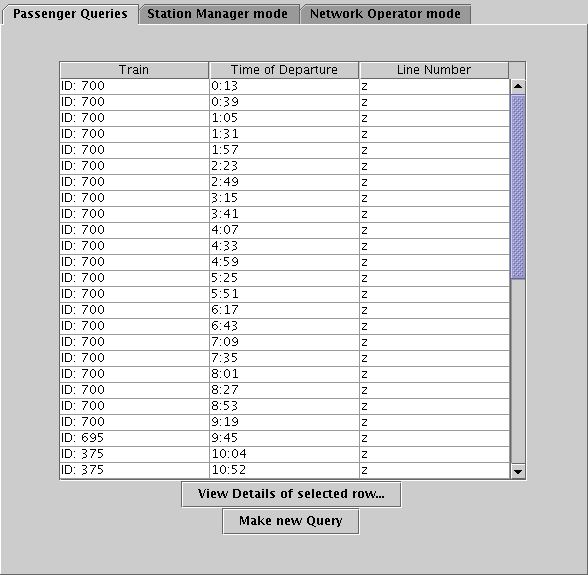 Passenger Queries Station Manager mode Network Operator mode
Train Time of Departure Line Number
ID: 700 0:13 z
ID: 700 0:39 z
ID: 700 1:05 z
ID: 700 1:31 z
ID: 700 1:57 z
ID: 700 2:23 z
ID: 700 2:49 z
ID: 700 3:15 z
ID: 700 3:41 z
ID: 700 4:07 z
ID: 700 4:33 z
ID: 700 4:59 z
ID: 700 5:25 z
ID: 700 5:51 z
ID: 700 6:17 z
ID: 700 6:43 z
ID: 700 7:09 z
ID: 700 7:35 z
ID: 700 8:01 z
ID: 700 8:27 z
ID: 700 8:53 z
ID: 700 9:19 z
ID: 695 9:45 z
ID: 375 10:04 z
ID: 375 10:52 z
View Details of selected row...
Make new Query